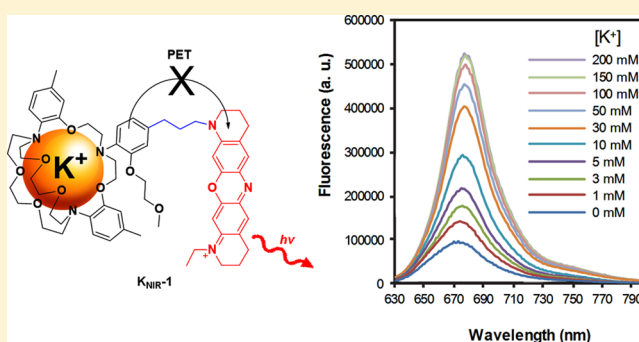 PET
X
K+
O
O
O
O
O
O
O
O
N
N
N
N
O
N
N+
hν
KNIR-1
Fluorescence (a. u.)
600000
500000
400000
300000
200000
100000
0
630 650 670 690 710 730 750 770 790
Wavelength (nm)
[K+]
200 mM
150 mM
100 mM
50 mM
30 mM
10 mM
5 mM
3 mM
1 mM
0 mM